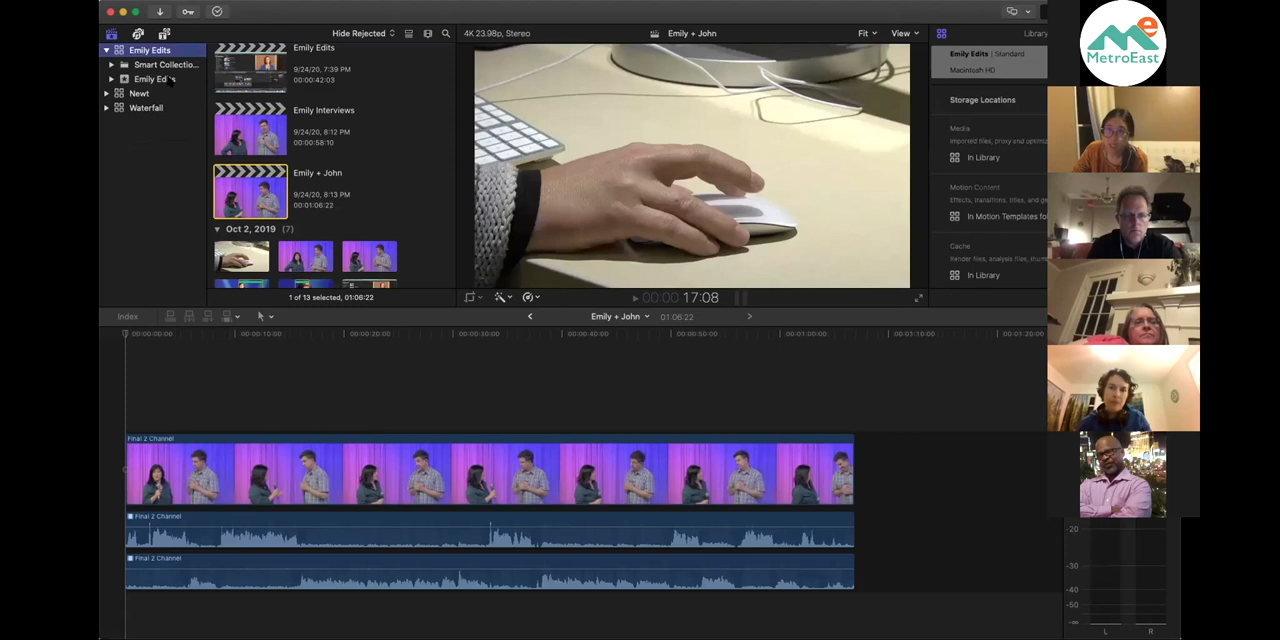 Hide Rejected
4K 23.98p, Stereo
Emily + John
Fit
View
Library
Emily Edits
Smart Collectio...
Emily Edits
Newt
Waterfall
Emily Edits
9/24/20, 7:39 PM
00:00:42:03
Emily Interviews
9/24/20, 8:12 PM
00:00:58:10
Emily + John
9/24/20, 8:13 PM
00:01:06:22
Oct 2, 2019 (7)
1 of 13 selected, 01:06:22
00:00 17:08
Emily Edits | Standard
Macintosh HD
Storage Locations
Media
Imported files, proxy and optimiz
In Library
Motion Content
Effects, transitions, titles, and ge
In Motion Templates fo
Cache
Render files, analysis files, thum
In Library
me
MetroEast
Index
Emily + John
01:06:22
00:00:00:00
00:00:10:00
00:00:20:00
00:00:30:00
00:00:40:00
00:00:50:00
00:01:00:00
00:01:10:00
00:01:20:00
Final 2 Channel
Final 2 Channel
Final 2 Channel
-20
-30
-40
-50
-∞
L
R